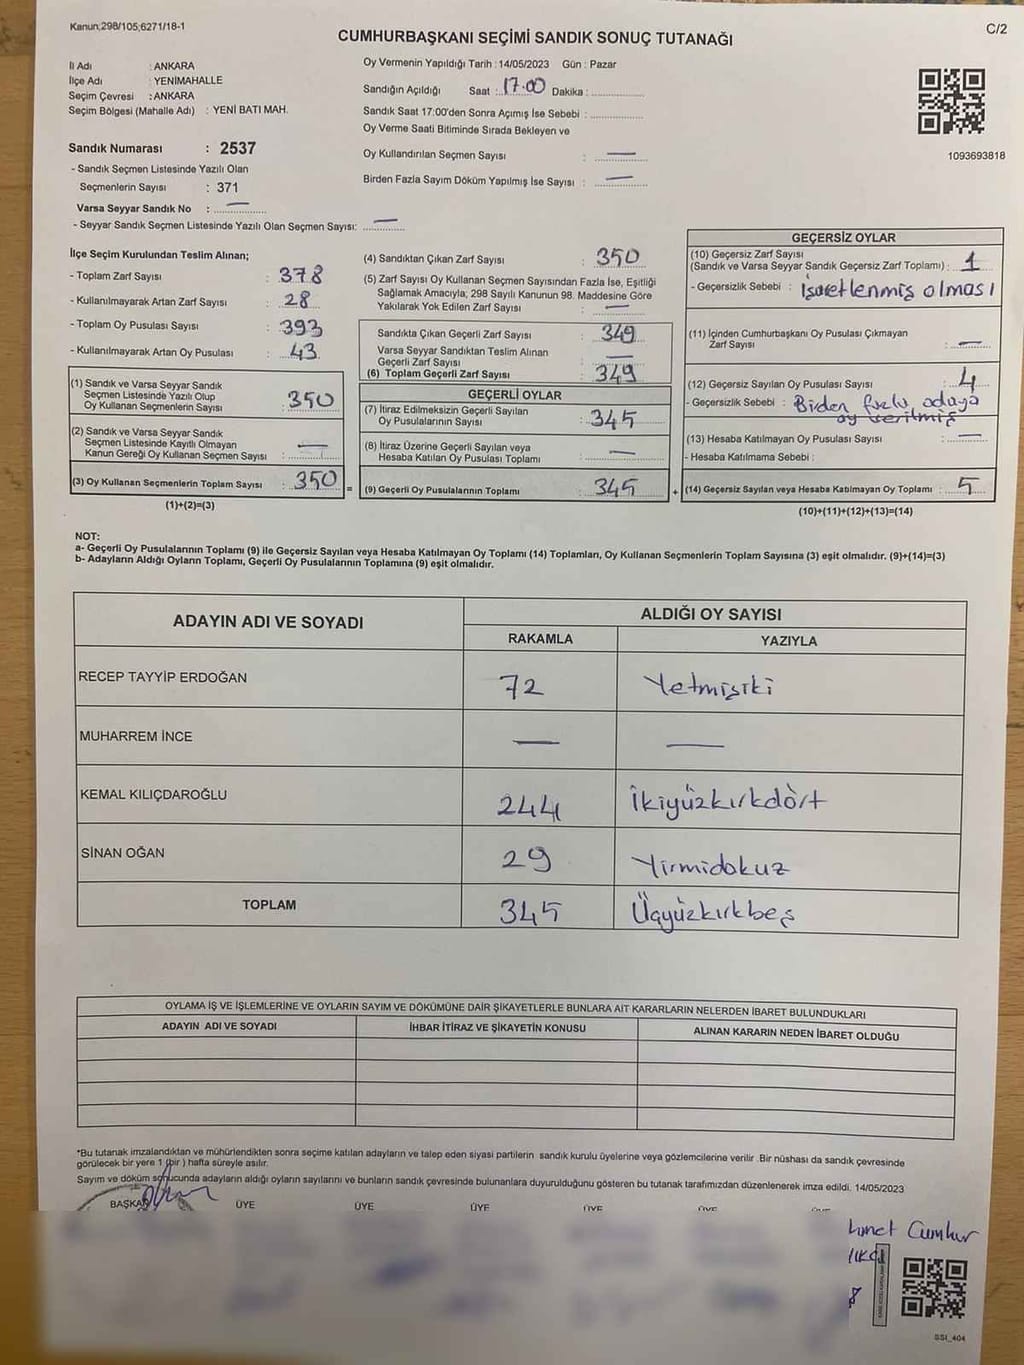 Kanun;298/105;6271/18-1
C/2
CUMHURBAŞKANI SEÇİMİ SANDIK SONUÇ TUTANAĞI
İl Adı : ANKARA
İlçe Adı : YENİMAHALLE
Seçim Çevresi : ANKARA
Seçim Bölgesi (Mahalle Adı) : YENİ BATI MAH.
Sandık Numarası : 2537
- Sandık Seçmen Listesinde Yazılı Olan
Seçmenlerin Sayısı : 371
Varsa Seyyar Sandık No : —
- Seyyar Sandık Seçmen Listesinde Yazılı Olan Seçmen Sayısı: —
Oy Vermenin Yapıldığı Tarih : 14/05/2023 Gün : Pazar
Sandığın Açıldığı Saat : 17.00 Dakika :
Sandık Saat 17:00'den Sonra Açımış İse Sebebi :
Oy Verme Saati Bitiminde Sırada Bekleyen ve
Oy Kullandırılan Seçmen Sayısı : —
Birden Fazla Sayım Döküm Yapılmış İse Sayısı : —
1093693818
İlçe Seçim Kurulundan Teslim Alınan;
- Toplam Zarf Sayısı : 378
- Kullanılmayarak Artan Zarf Sayısı : 28
- Toplam Oy Pusulası Sayısı : 393
- Kullanılmayarak Artan Oy Pusulası : 43
(1) Sandık ve Varsa Seyyar Sandık
Seçmen Listesinde Yazılı Olup
Oy Kullanan Seçmenlerin Sayısı : 350
(2) Sandık ve Varsa Seyyar Sandık
Seçmen Listesinde Kayıtlı Olmayan
Kanun Gereği Oy Kullanan Seçmen Sayısı : —
(3) Oy Kullanan Seçmenlerin Toplam Sayısı : 350
(1)+(2)=(3)
(4) Sandıktan Çıkan Zarf Sayısı : 350
(5) Zarf Sayısı Oy Kullanan Seçmen Sayısından Fazla İse, Eşitliği
Sağlamak Amacıyla; 298 Sayılı Kanunun 98. Maddesine Göre
Yakılarak Yok Edilen Zarf Sayısı : —
Sandıkta Çıkan Geçerli Zarf Sayısı : 349
Varsa Seyyar Sandıktan Teslim Alınan
Geçerli Zarf Sayısı : —
(6) Toplam Geçerli Zarf Sayısı : 349
GEÇERLİ OYLAR
(7) İtiraz Edilmeksizin Geçerli Sayılan
Oy Pusulalarının Sayısı : 345
(8) İtiraz Üzerine Geçerli Sayılan veya
Hesaba Katılan Oy Pusulası Toplamı : —
= (9) Geçerli Oy Pusulalarının Toplamı : 345
GEÇERSİZ OYLAR
(10) Geçersiz Zarf Sayısı
(Sandık ve Varsa Seyyar Sandık Geçersiz Zarf Toplamı) : 1
- Geçersizlik Sebebi : İşaretlenmiş olması
(11) İçinden Cumhurbaşkanı Oy Pusulası Çıkmayan
Zarf Sayısı : —
(12) Geçersiz Sayılan Oy Pusulası Sayısı : 4
- Geçersizlik Sebebi : Birden fazla adaya
oy verilmiş
(13) Hesaba Katılmayan Oy Pusulası Sayısı : —
- Hesaba Katılmama Sebebi :
+ (14) Geçersiz Sayılan veya Hesaba Katılmayan Oy Toplamı : 5
(10)+(11)+(12)+(13)=(14)
NOT:
a- Geçerli Oy Pusulalarının Toplamı (9) ile Geçersiz Sayılan veya Hesaba Katılmayan Oy Toplamı (14) Toplamları, Oy Kullanan Seçmenlerin Toplam Sayısına (3) eşit olmalıdır. (9)+(14)=(3)
b- Adayların Aldığı Oyların Toplamı, Geçerli Oy Pusulalarının Toplamına (9) eşit olmalıdır.
ADAYIN ADI VE SOYADI
ALDIĞI OY SAYISI
RAKAMLA YAZIYLA
RECEP TAYYİP ERDOĞAN 72 Yetmişiki
MUHARREM İNCE — —
KEMAL KILIÇDAROĞLU 244 İkiyüzkırkdört
SİNAN OĞAN 29 Yirmidokuz
TOPLAM 345 Üçyüzkırkbeş
OYLAMA İŞ VE İŞLEMLERİNE VE OYLARIN SAYIM VE DÖKÜMÜNE DAİR ŞİKAYETLERLE BUNLARA AİT KARARLARIN NELERDEN İBARET BULUNDUKLARI
ADAYIN ADI VE SOYADI İHBAR İTİRAZ VE ŞİKAYETİN KONUSU ALINAN KARARIN NEDEN İBARET OLDUĞU
*Bu tutanak imzalandıktan ve mühürlendikten sonra seçime katılan adayların ve talep eden siyasi partilerin sandık kurulu üyelerine veya gözlemcilerine verilir. Bir nüshası da sandık çevresinde
görülecek bir yere 1 (bir) hafta süreyle asılır.
Sayım ve döküm sonucunda adayların aldığı oyların sayılarını ve bunların sandık çevresinde bulunanlara duyurulduğunu gösteren bu tutanak tarafımızdan düzenlenerek imza edildi. 14/05/2023
BAŞKAN ÜYE ÜYE ÜYE ÜYE
Cumhur
SSI_404